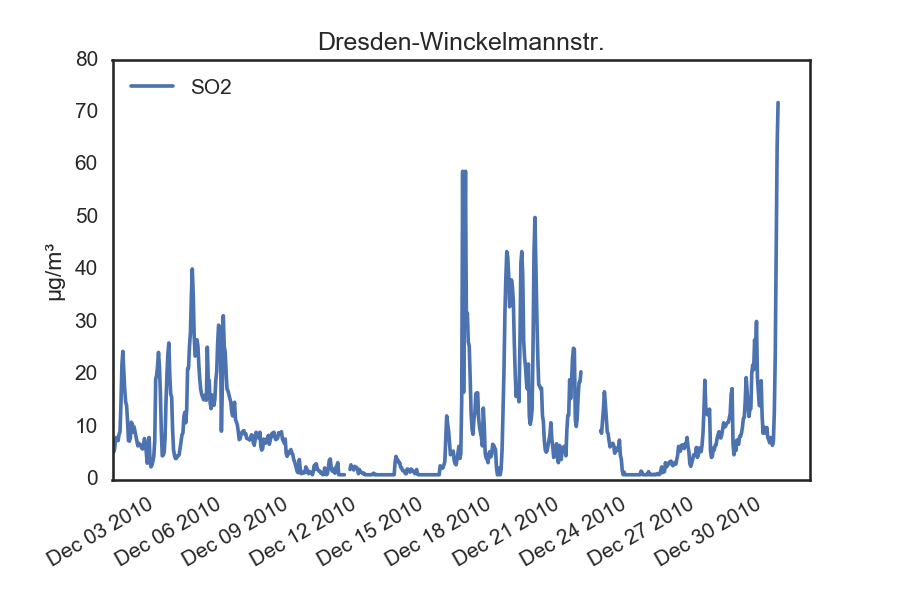 Dresden-Winckelmannstr.
80
70
60
50
40
30
20
10
0
µg/m³
SO2
Dec 03 2010
Dec 06 2010
Dec 09 2010
Dec 12 2010
Dec 15 2010
Dec 18 2010
Dec 21 2010
Dec 24 2010
Dec 27 2010
Dec 30 2010